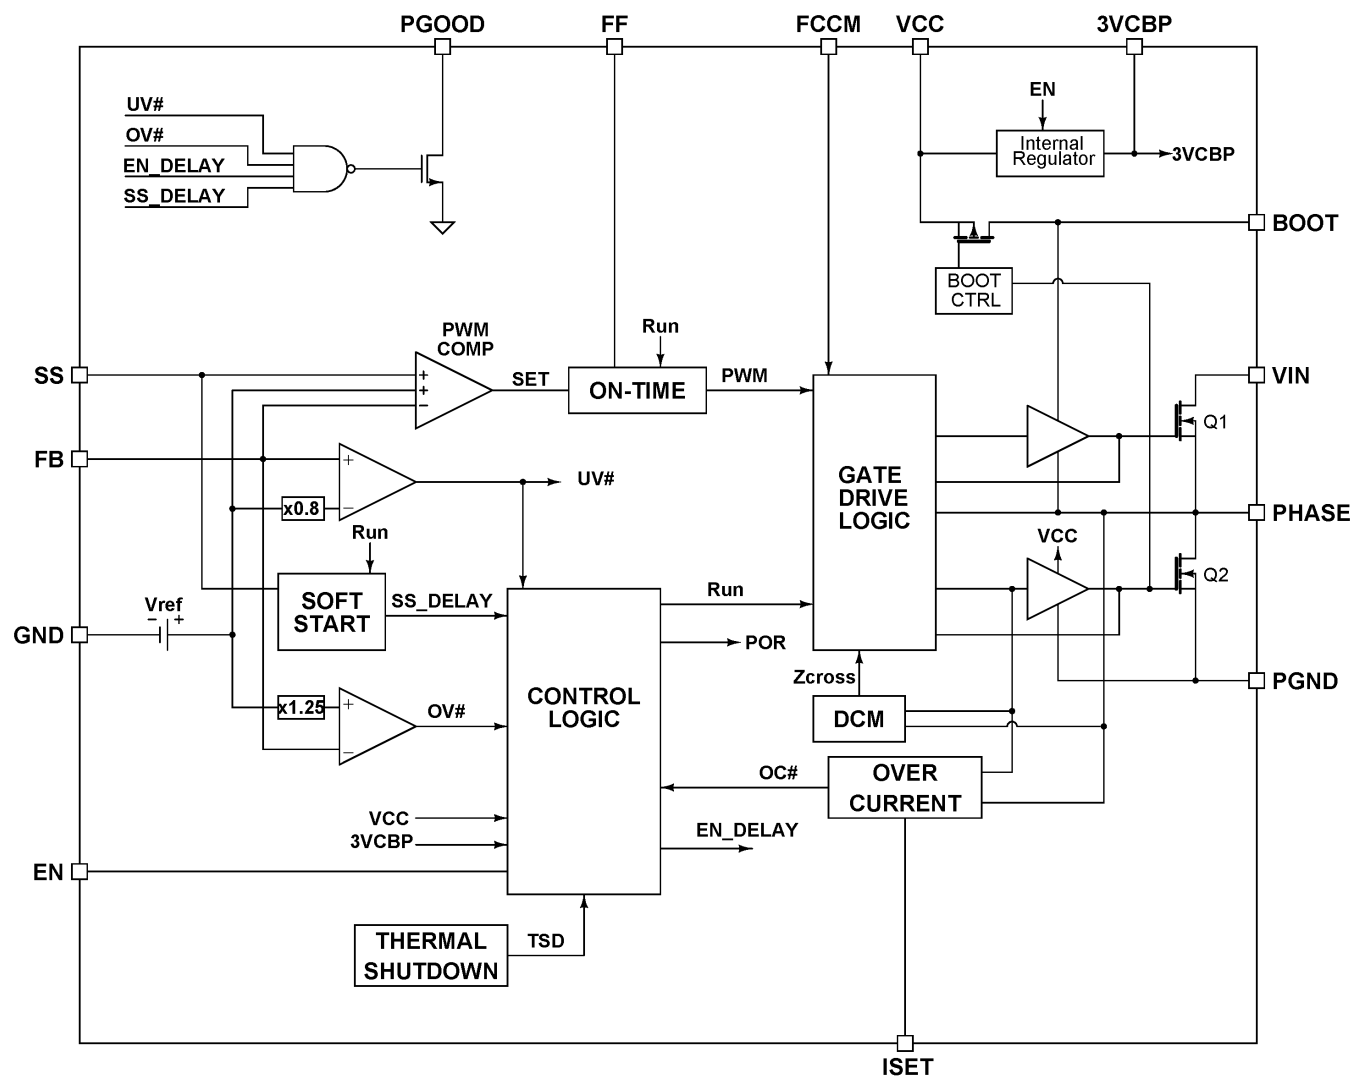 PGOOD
FF
FCCM
VCC
3VCBP
UV#
OV#
EN_DELAY
SS_DELAY
EN
Internal
Regulator
3VCBP
BOOT
BOOT
CTRL
PWM
COMP
Run
SS
+
+
−
SET
ON-TIME
PWM
VIN
Q1
FB
+
−
x0.8
UV#
GATE
DRIVE
LOGIC
PHASE
Run
VCC
Q2
SOFT
START
SS_DELAY
Run
Vref
− +
GND
POR
Zcross
PGND
CONTROL
LOGIC
x1.25
+
−
OV#
DCM
OC#
OVER
CURRENT
VCC
3VCBP
EN_DELAY
EN
THERMAL
SHUTDOWN
TSD
ISET